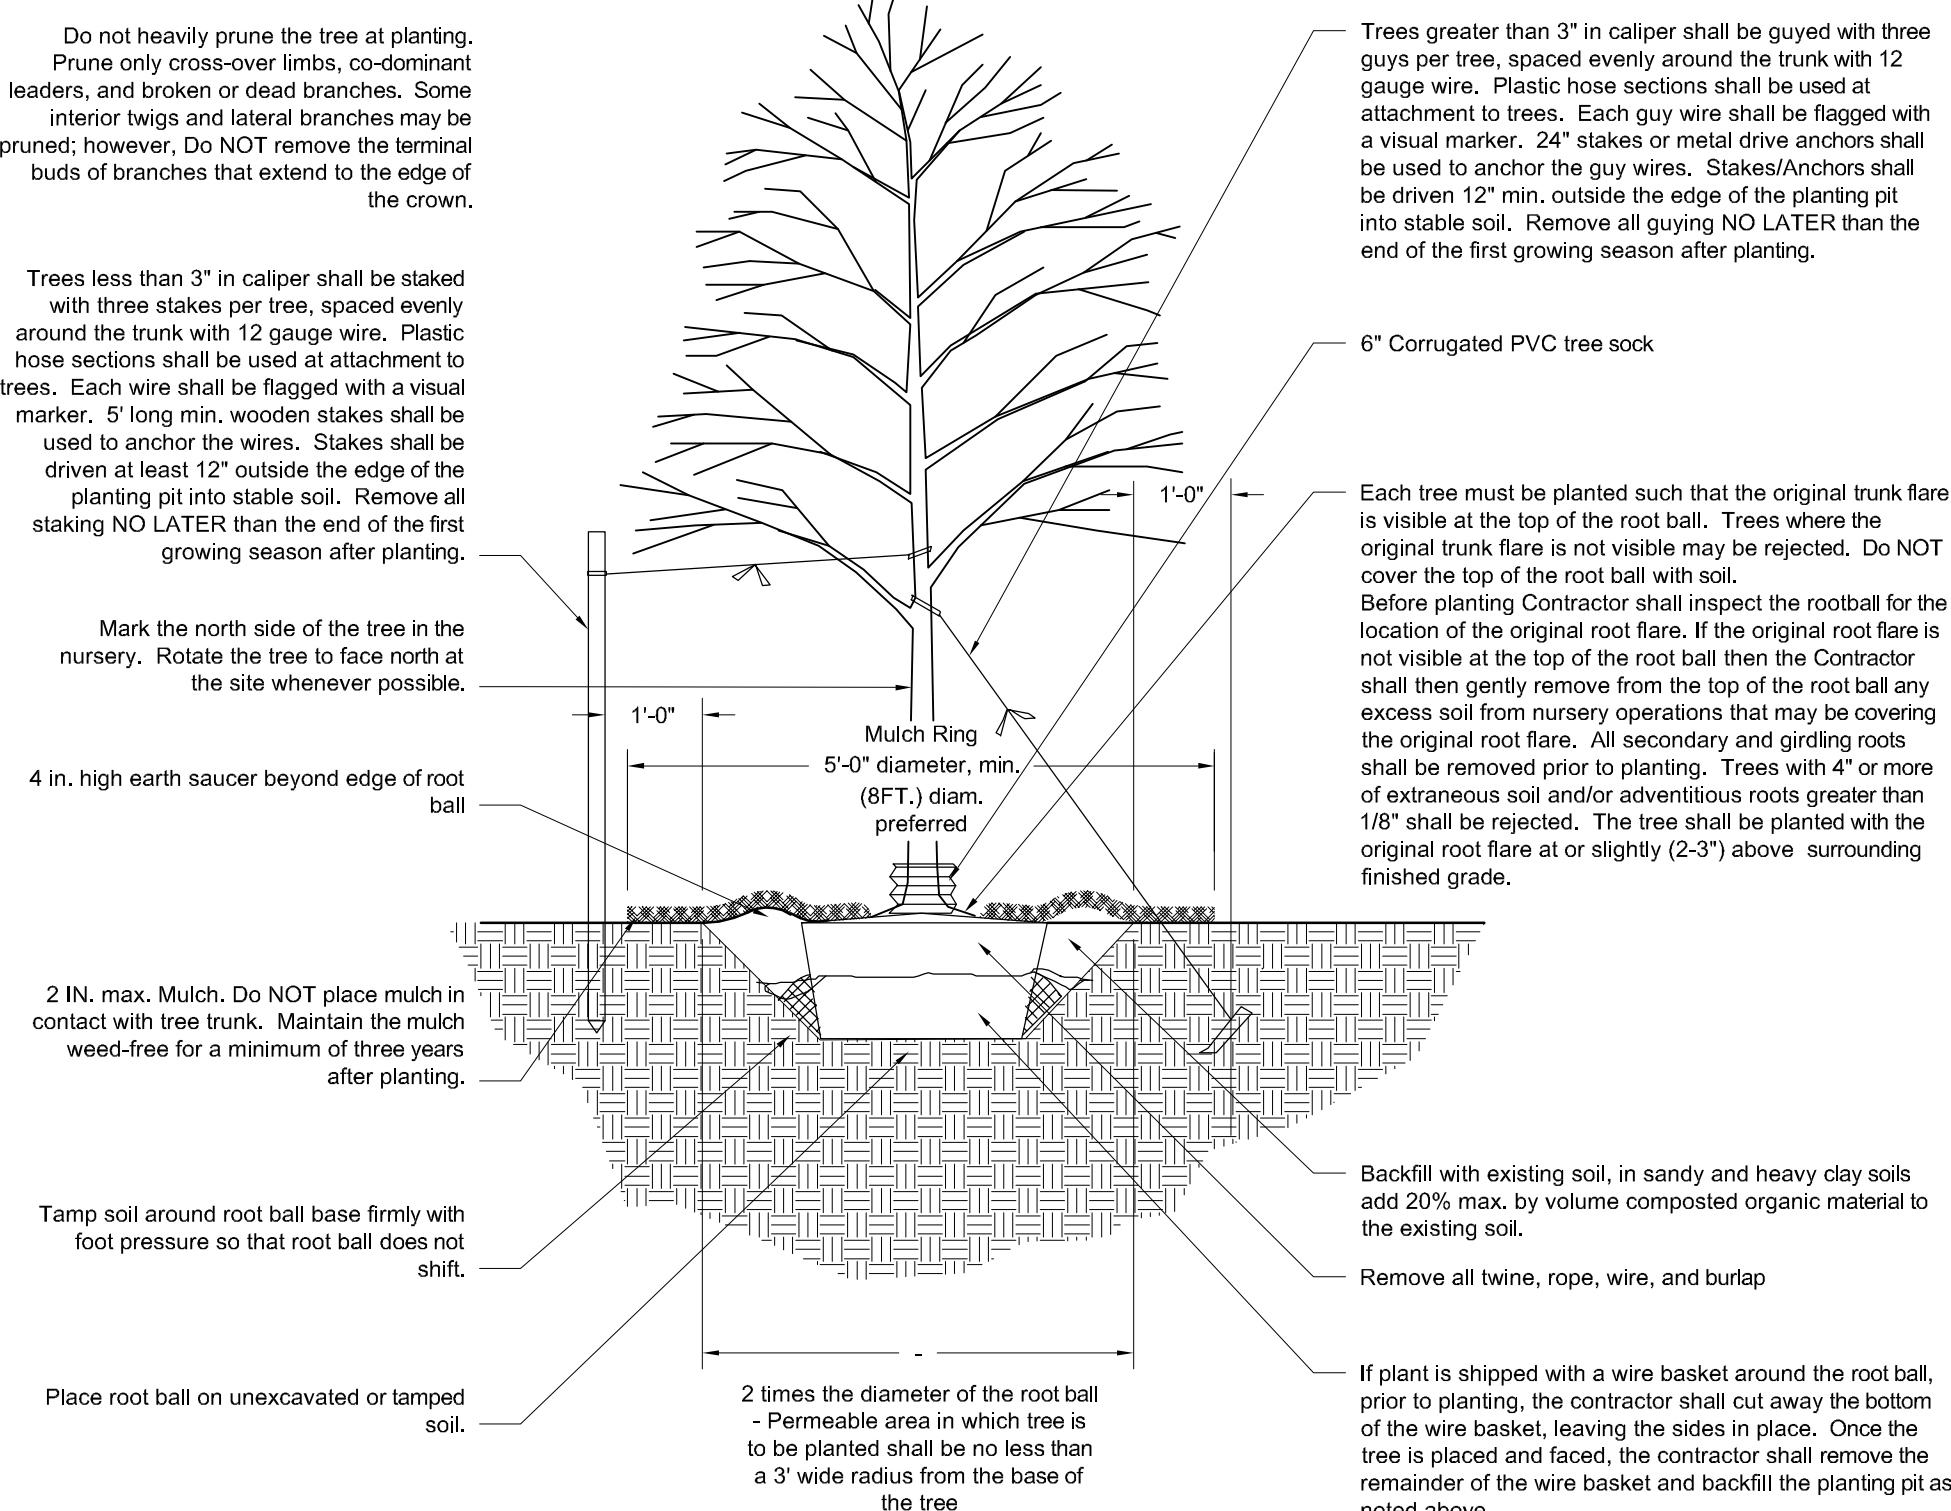 Do not heavily prune the tree at planting.
Prune only cross-over limbs, co-dominant
leaders, and broken or dead branches. Some
interior twigs and lateral branches may be
pruned; however, Do NOT remove the terminal
buds of branches that extend to the edge of
the crown.
Trees less than 3" in caliper shall be staked
with three stakes per tree, spaced evenly
around the trunk with 12 gauge wire. Plastic
hose sections shall be used at attachment to
trees. Each wire shall be flagged with a visual
marker. 5' long min. wooden stakes shall be
used to anchor the wires. Stakes shall be
driven at least 12" outside the edge of the
planting pit into stable soil. Remove all
staking NO LATER than the end of the first
growing season after planting.
Mark the north side of the tree in the
nursery. Rotate the tree to face north at
the site whenever possible.
4 in. high earth saucer beyond edge of root
ball
2 IN. max. Mulch. Do NOT place mulch in
contact with tree trunk. Maintain the mulch
weed-free for a minimum of three years
after planting.
Tamp soil around root ball base firmly with
foot pressure so that root ball does not
shift.
Place root ball on unexcavated or tamped
soil.
1'-0"
1'-0"
Mulch Ring
5'-0" diameter, min.
(8FT.) diam.
preferred
-
2 times the diameter of the root ball
- Permeable area in which tree is
to be planted shall be no less than
a 3' wide radius from the base of
the tree
Trees greater than 3" in caliper shall be guyed with three
guys per tree, spaced evenly around the trunk with 12
gauge wire. Plastic hose sections shall be used at
attachment to trees. Each guy wire shall be flagged with
a visual marker. 24" stakes or metal drive anchors shall
be used to anchor the guy wires. Stakes/Anchors shall
be driven 12" min. outside the edge of the planting pit
into stable soil. Remove all guying NO LATER than the
end of the first growing season after planting.
6" Corrugated PVC tree sock
Each tree must be planted such that the original trunk flare
is visible at the top of the root ball. Trees where the
original trunk flare is not visible may be rejected. Do NOT
cover the top of the root ball with soil.
Before planting Contractor shall inspect the rootball for the
location of the original root flare. If the original root flare is
not visible at the top of the root ball then the Contractor
shall then gently remove from the top of the root ball any
excess soil from nursery operations that may be covering
the original root flare. All secondary and girdling roots
shall be removed prior to planting. Trees with 4" or more
of extraneous soil and/or adventitious roots greater than
1/8" shall be rejected. The tree shall be planted with the
original root flare at or slightly (2-3") above surrounding
finished grade.
Backfill with existing soil, in sandy and heavy clay soils
add 20% max. by volume composted organic material to
the existing soil.
Remove all twine, rope, wire, and burlap
If plant is shipped with a wire basket around the root ball,
prior to planting, the contractor shall cut away the bottom
of the wire basket, leaving the sides in place. Once the
tree is placed and faced, the contractor shall remove the
remainder of the wire basket and backfill the planting pit as
noted above